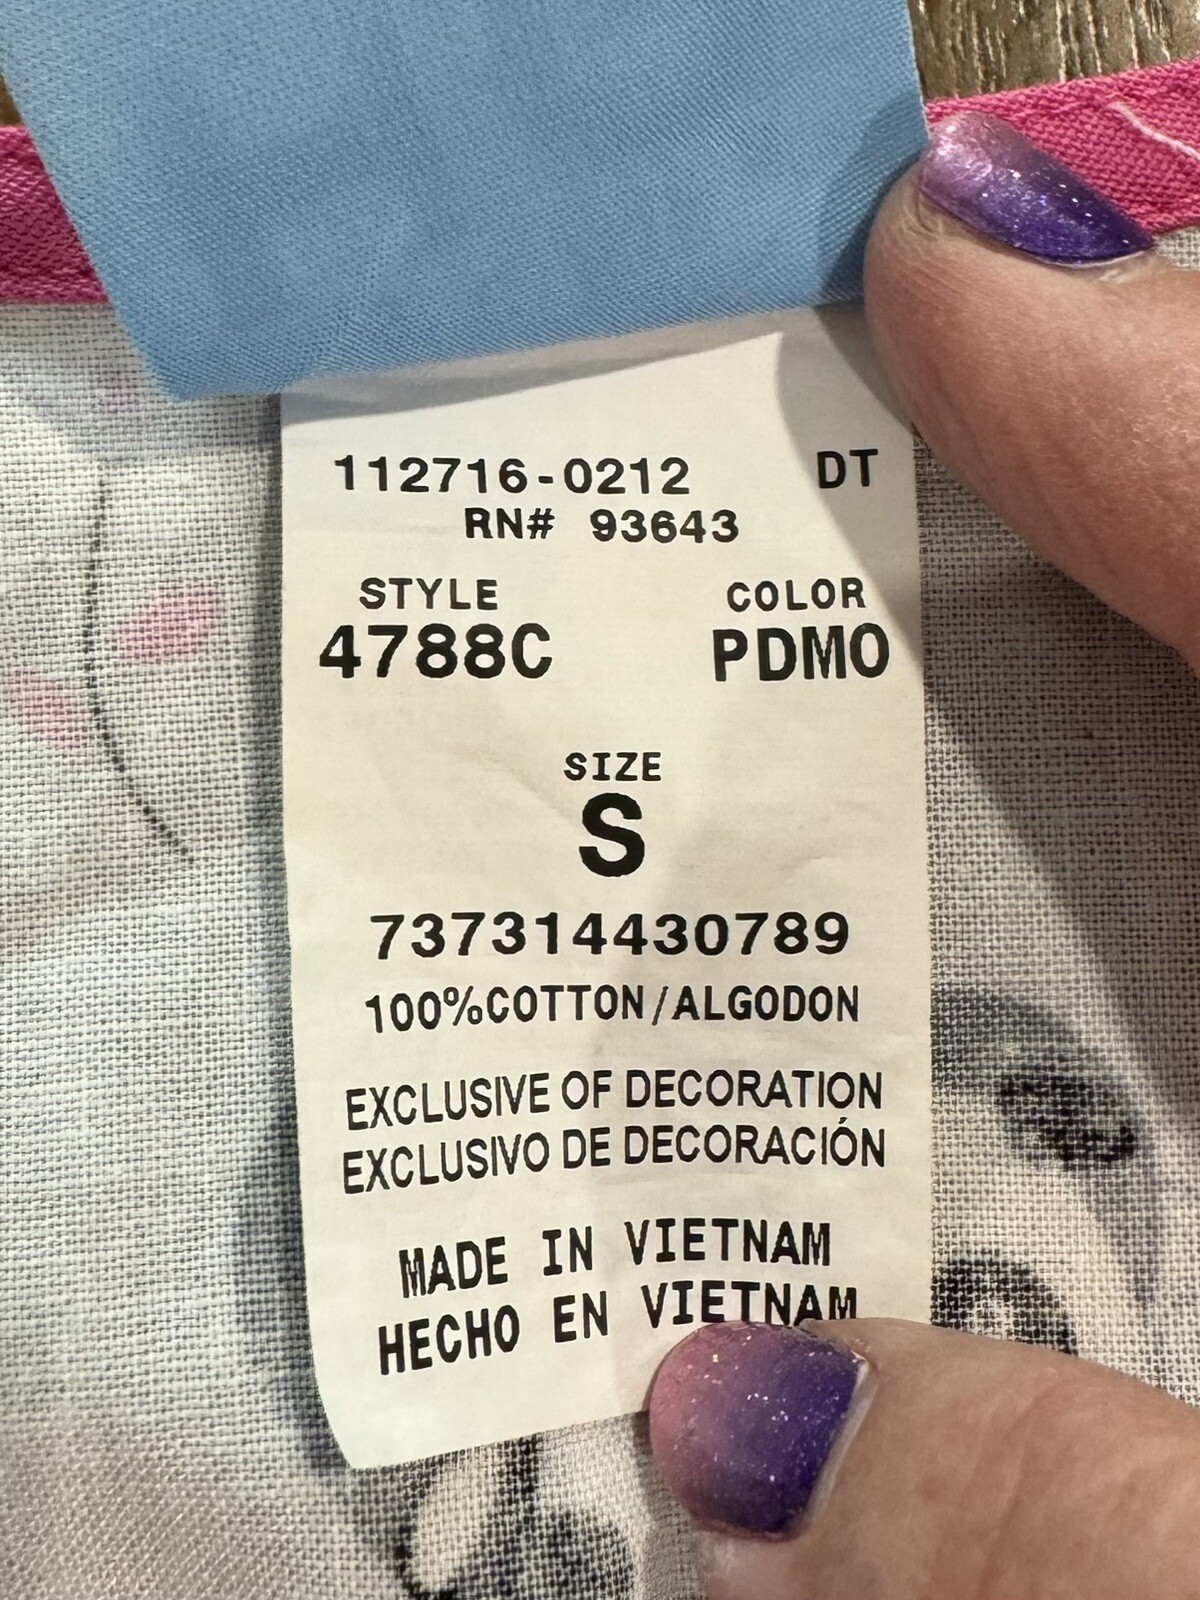 112716-0212 DT
RN# 93643
STYLE COLOR
4788C PDMO
SIZE
S
737314430789
100%COTTON/ALGODON
EXCLUSIVE OF DECORATION
EXCLUSIVO DE DECORACIÓN
MADE IN VIETNAM
HECHO EN VIETNAM